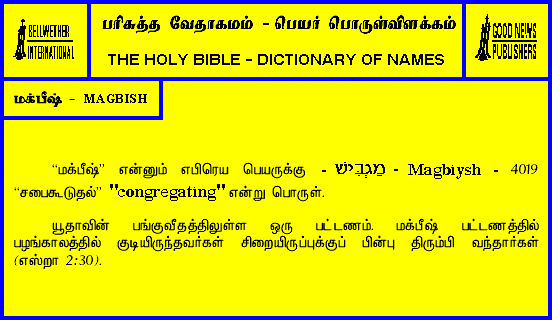 BELLWETHER
INTERNATIONAL
பரிசுத்த வேதாகமம் - பெயர் பொருள்விளக்கம்
THE HOLY BIBLE - DICTIONARY OF NAMES
GOOD NEWS
PUBLISHERS
மக்பீஷ் - MAGBISH
“மக்பீஷ்” என்னும் எபிரெய பெயருக்கு - מַגְבִּישׁ - Magbiysh - 4019
“சபைகூடுதல்” "congregating" என்று பொருள்.
யூதாவின் பங்குவீதத்திலுள்ள ஒரு பட்டணம். மக்பீஷ் பட்டணத்தில்
பழங்காலத்தில் குடியிருந்தவர்கள் சிறையிருப்புக்குப் பின்பு திரும்பி வந்தார்கள்
(எஸ்றா 2:30).